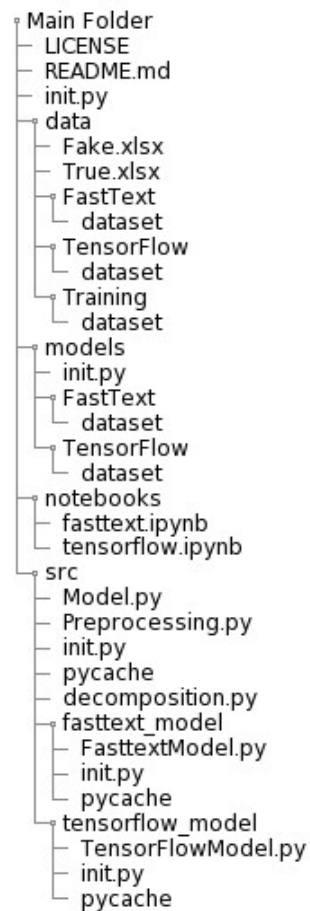 Main Folder
LICENSE
README.md
init.py
data
Fake.xlsx
True.xlsx
FastText
dataset
TensorFlow
dataset
Training
dataset
models
init.py
FastText
dataset
TensorFlow
dataset
notebooks
fasttext.ipynb
tensorflow.ipynb
src
Model.py
Preprocessing.py
init.py
pycache
decomposition.py
fasttext_model
FasttextModel.py
init.py
pycache
tensorflow_model
TensorFlowModel.py
init.py
pycache